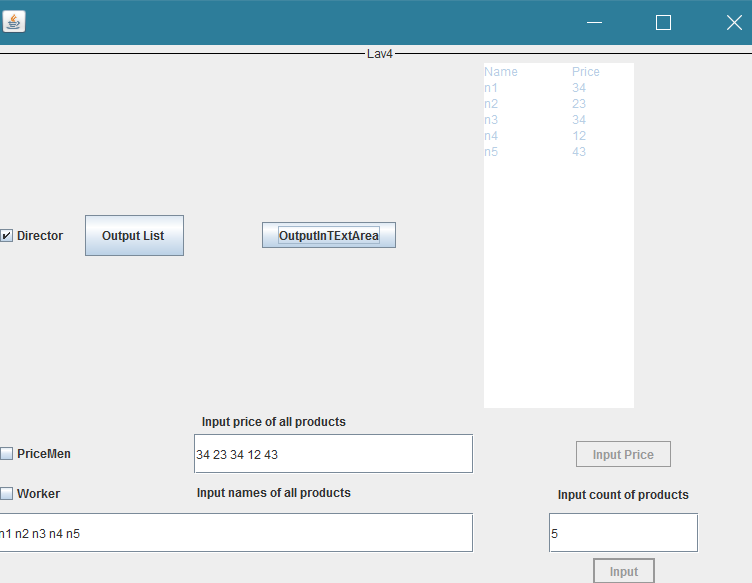 Lav4
Name Price
n1 34
n2 23
n3 34
n4 12
n5 43
Director
Output List
OutputInTExtArea
Input price of all products
PriceMen
34 23 34 12 43
Input Price
Worker
Input names of all products
Input count of products
n1 n2 n3 n4 n5
5
Input